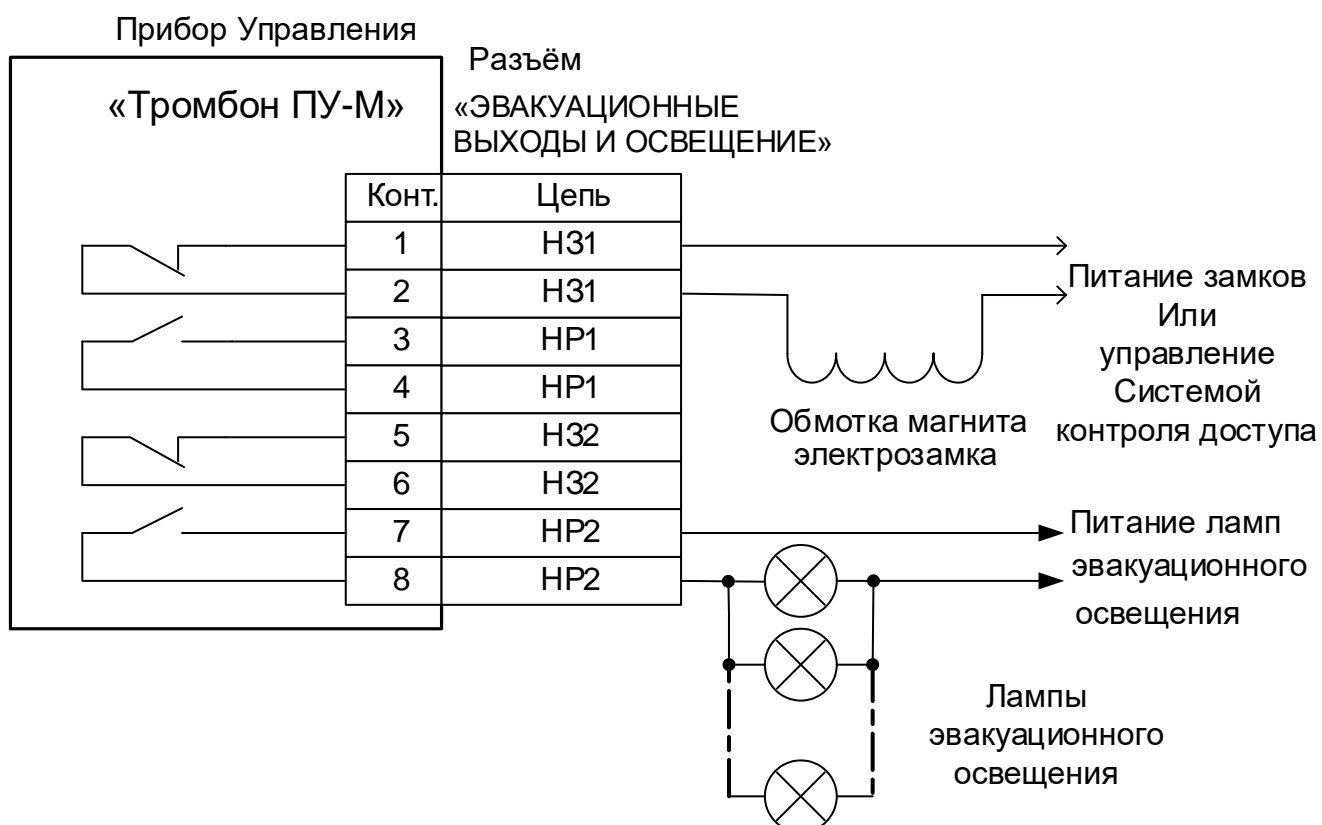 Прибор Управления
«Тромбон ПУ-М»
Разъём
«ЭВАКУАЦИОННЫЕ
ВЫХОДЫ И ОСВЕЩЕНИЕ»
Конт. Цепь
1 НЗ1
2 НЗ1
3 НР1
4 НР1
5 НЗ2
6 НЗ2
7 НР2
8 НР2
Питание замков
Или
управление
Системой
контроля доступа
Обмотка магнита
электрозамка
Питание ламп
эвакуационного
освещения
Лампы
эвакуационного
освещения